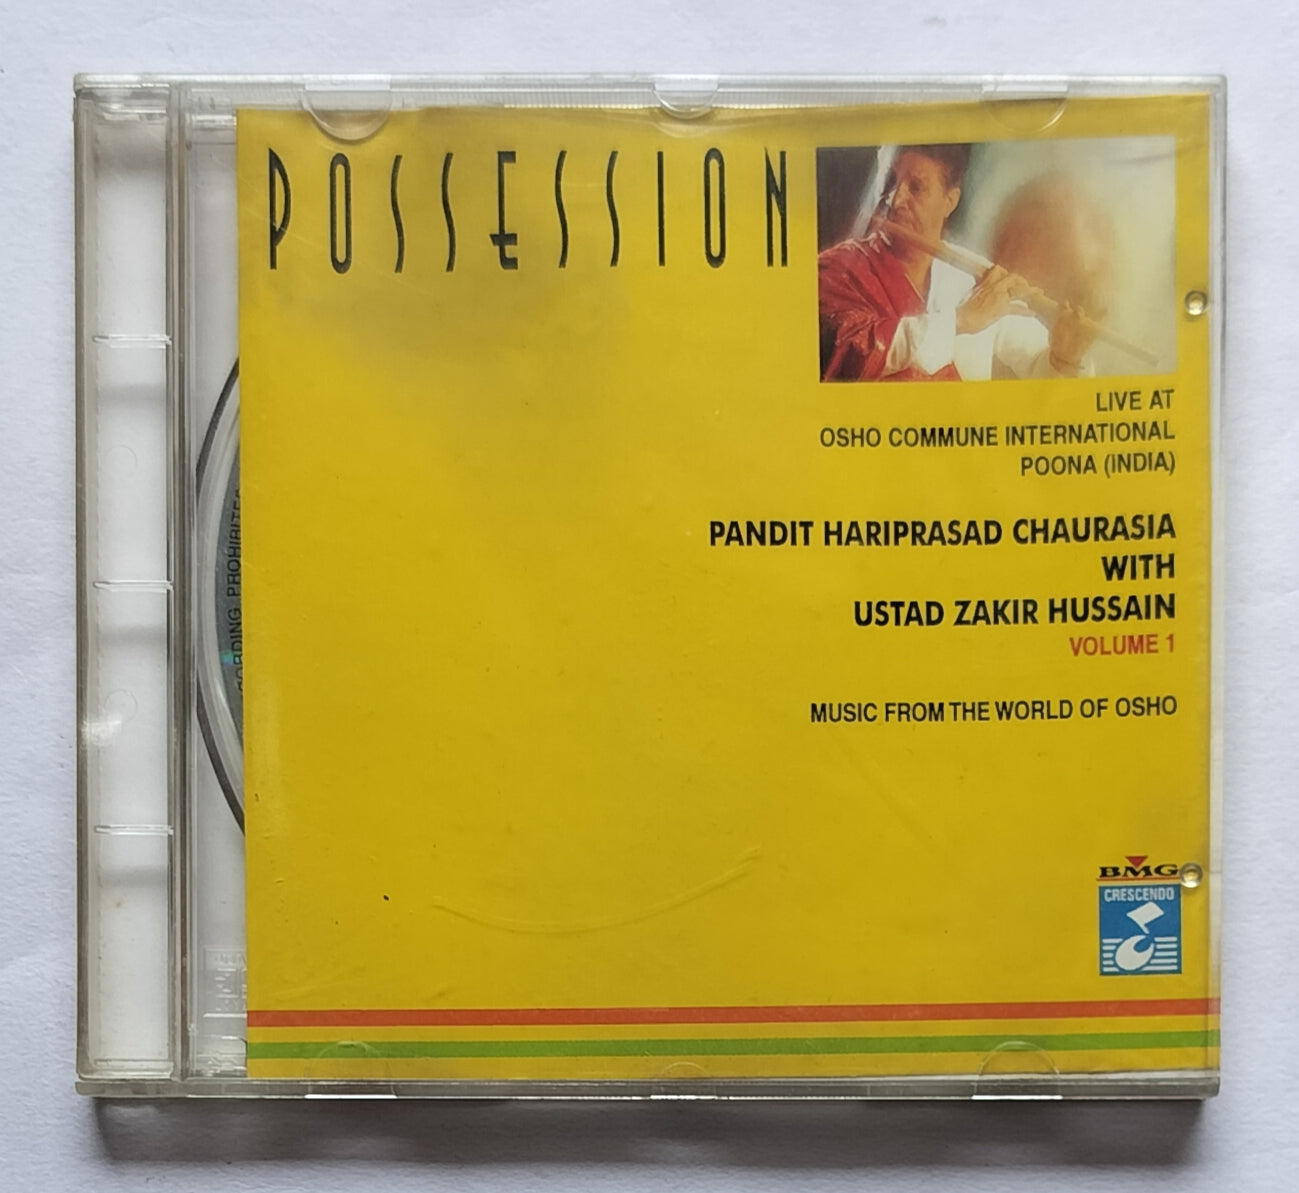 POSSESSION
LIVE AT
OSHO COMMUNE INTERNATIONAL
POONA (INDIA)
PANDIT HARIPRASAD CHAURASIA
WITH
USTAD ZAKIR HUSSAIN
VOLUME 1
MUSIC FROM THE WORLD OF OSHO
BMG
CRESCENDO
PROHIBITED